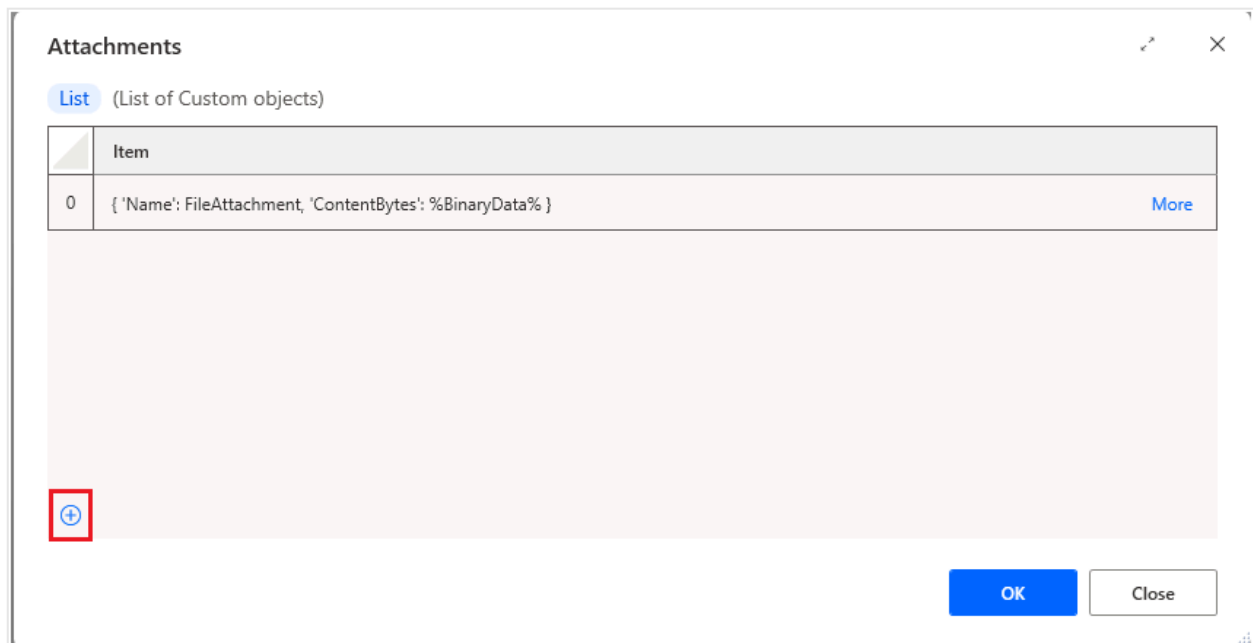 Attachments
List (List of Custom objects)
Item
0 { 'Name': FileAttachment, 'ContentBytes': %BinaryData% } More
OK Close